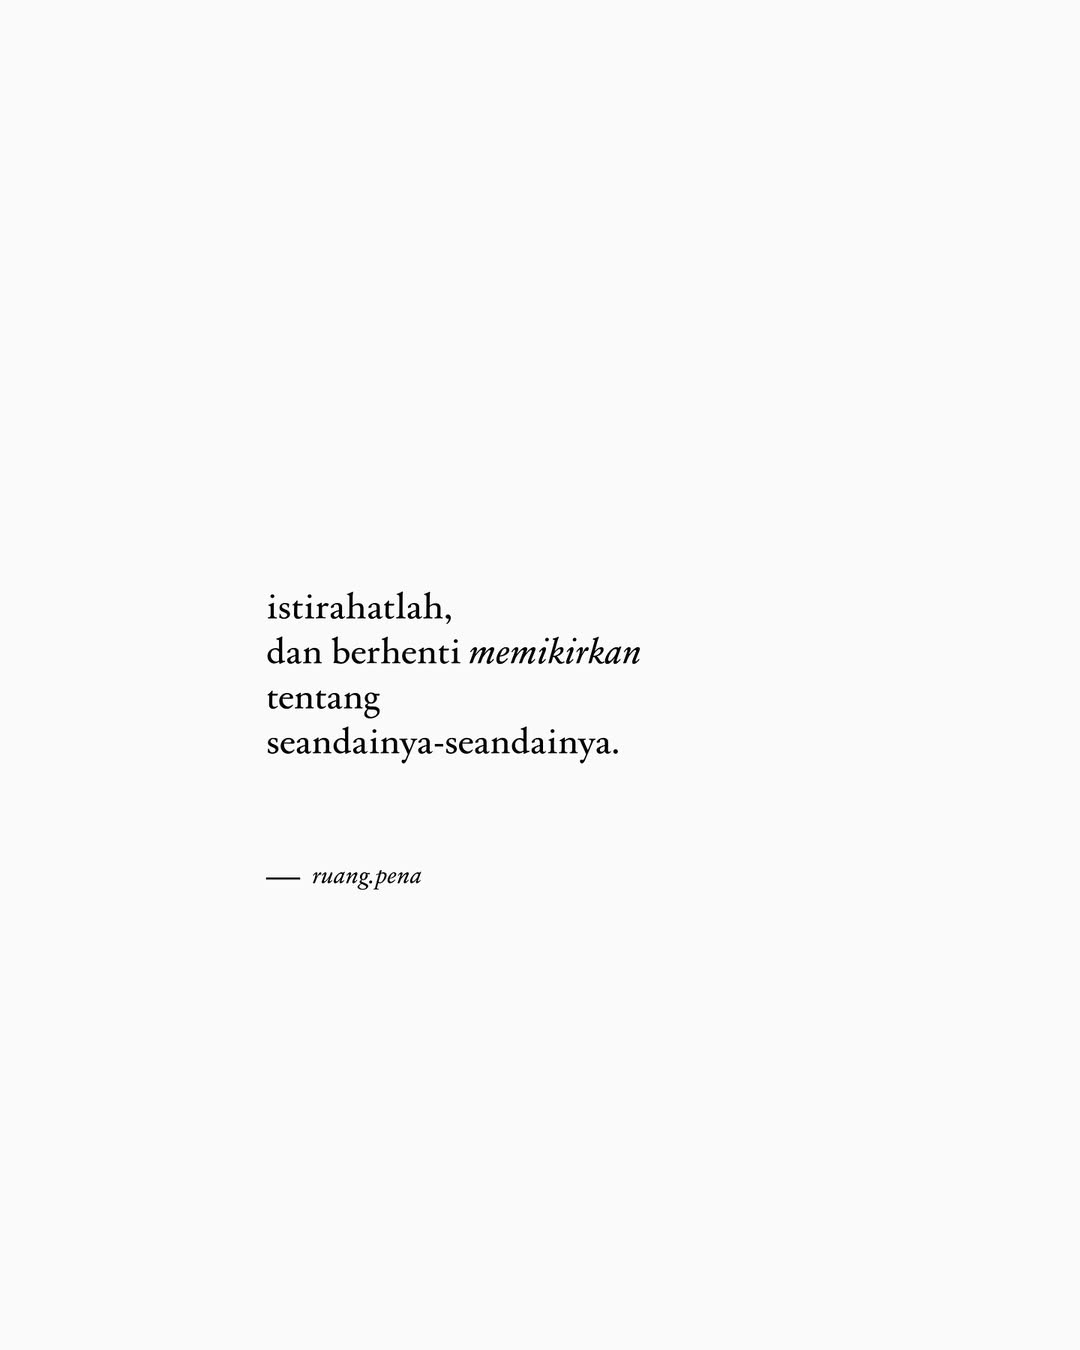 istirahatlah,
dan berhenti memikirkan
tentang
seandainya-seandainya.
— ruang.pena